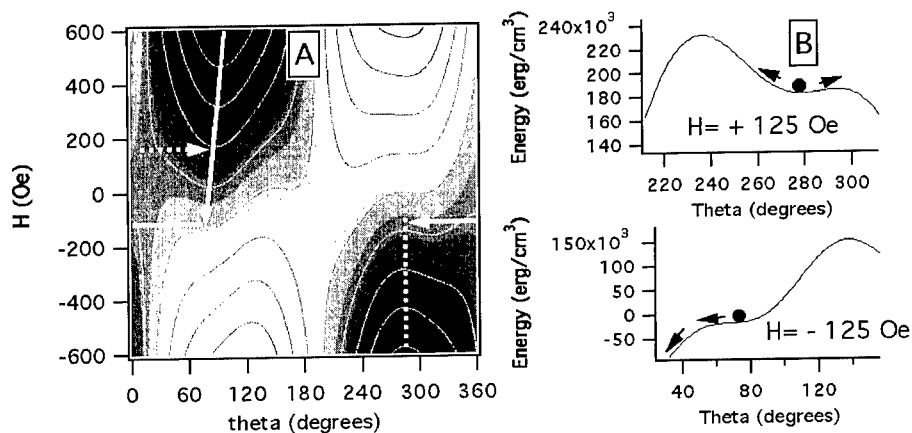 A
H (Oe)
600
400
200
0
-200
-400
-600
0 60 120 180 240 300 360
theta (degrees)
B
Energy (erg/cm³)
240x10³
220
200
180
160
140
H= + 125 Oe
220 240 260 280 300
Theta (degrees)
Energy (erg/cm³)
150x10³
100
50
0
-50
H= - 125 Oe
40 80 120
Theta (degrees)